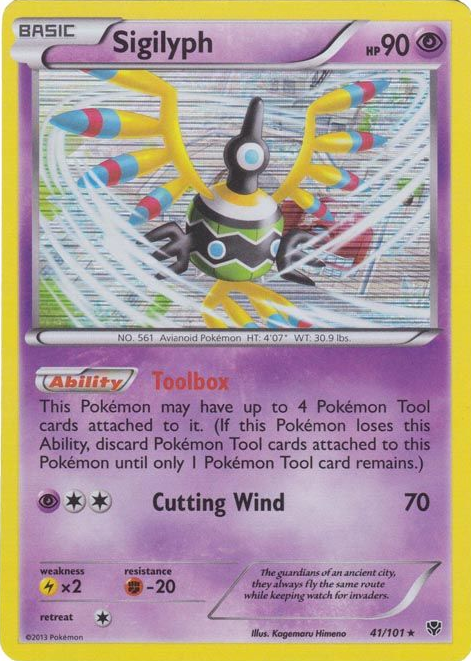 BASIC
Sigilyph HP90
NO. 561 Avianoid Pokémon HT: 4'07" WT: 30.9 lbs.
Ability Toolbox
This Pokémon may have up to 4 Pokémon Tool
cards attached to it. (If this Pokémon loses this
Ability, discard Pokémon Tool cards attached to
this Pokémon until only 1 Pokémon Tool card remains.)
Cutting Wind 70
weakness resistance
×2 -20
The guardians of an ancient city,
they always fly the same route
while keeping watch for invaders.
retreat
©2013 Pokémon Illus. Kagemaru Himeno 41/101 ★